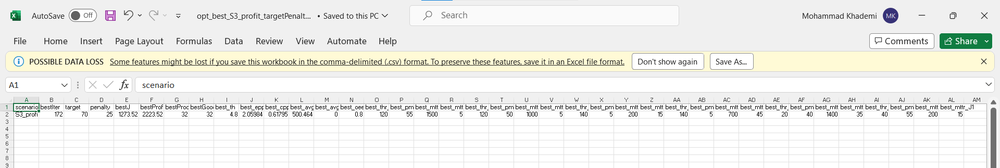 AutoSave Off opt_best_S3_profit_targetPenalt... • Saved to this PC Search Mohammad Khademi MK
File Home Insert Page Layout Formulas Data Review View Automate Help Comments Share
POSSIBLE DATA LOSS Some features might be lost if you save this workbook in the comma-delimited (.csv) format. To preserve these features, save it in an Excel file format. Don't show again Save As...
A1 fx scenario
A B C D E F G H I J K L M N O P Q R S T U V W X Y Z AA AB AC AD AE AF AG AH AI AJ AK AL AM
1 scenario bestIter target penalty bestJ bestProf bestProd bestGood best_th best_epp best_cpp best_avg best_avg best_oee best_thr_ best_pm best_mtt best_mtt best_thr_ best_pm best_mtt best_mtt best_thr_ best_pm best_mtt best_mtt best_thr_ best_pm best_mtt best_mtt best_thr_ best_pm best_mtt best_mtt best_thr_ best_pm best_mtt best_mttr_J1
2 S3_profi 172 70 25 1273.52 2223.52 32 32 4.8 2.05984 0.61795 500.464 0 0.8 120 55 1500 5 120 50 1000 5 140 5 200 15 140 5 700 45 20 40 1400 35 40 55 200 15
3
4
5
6
7
8
9